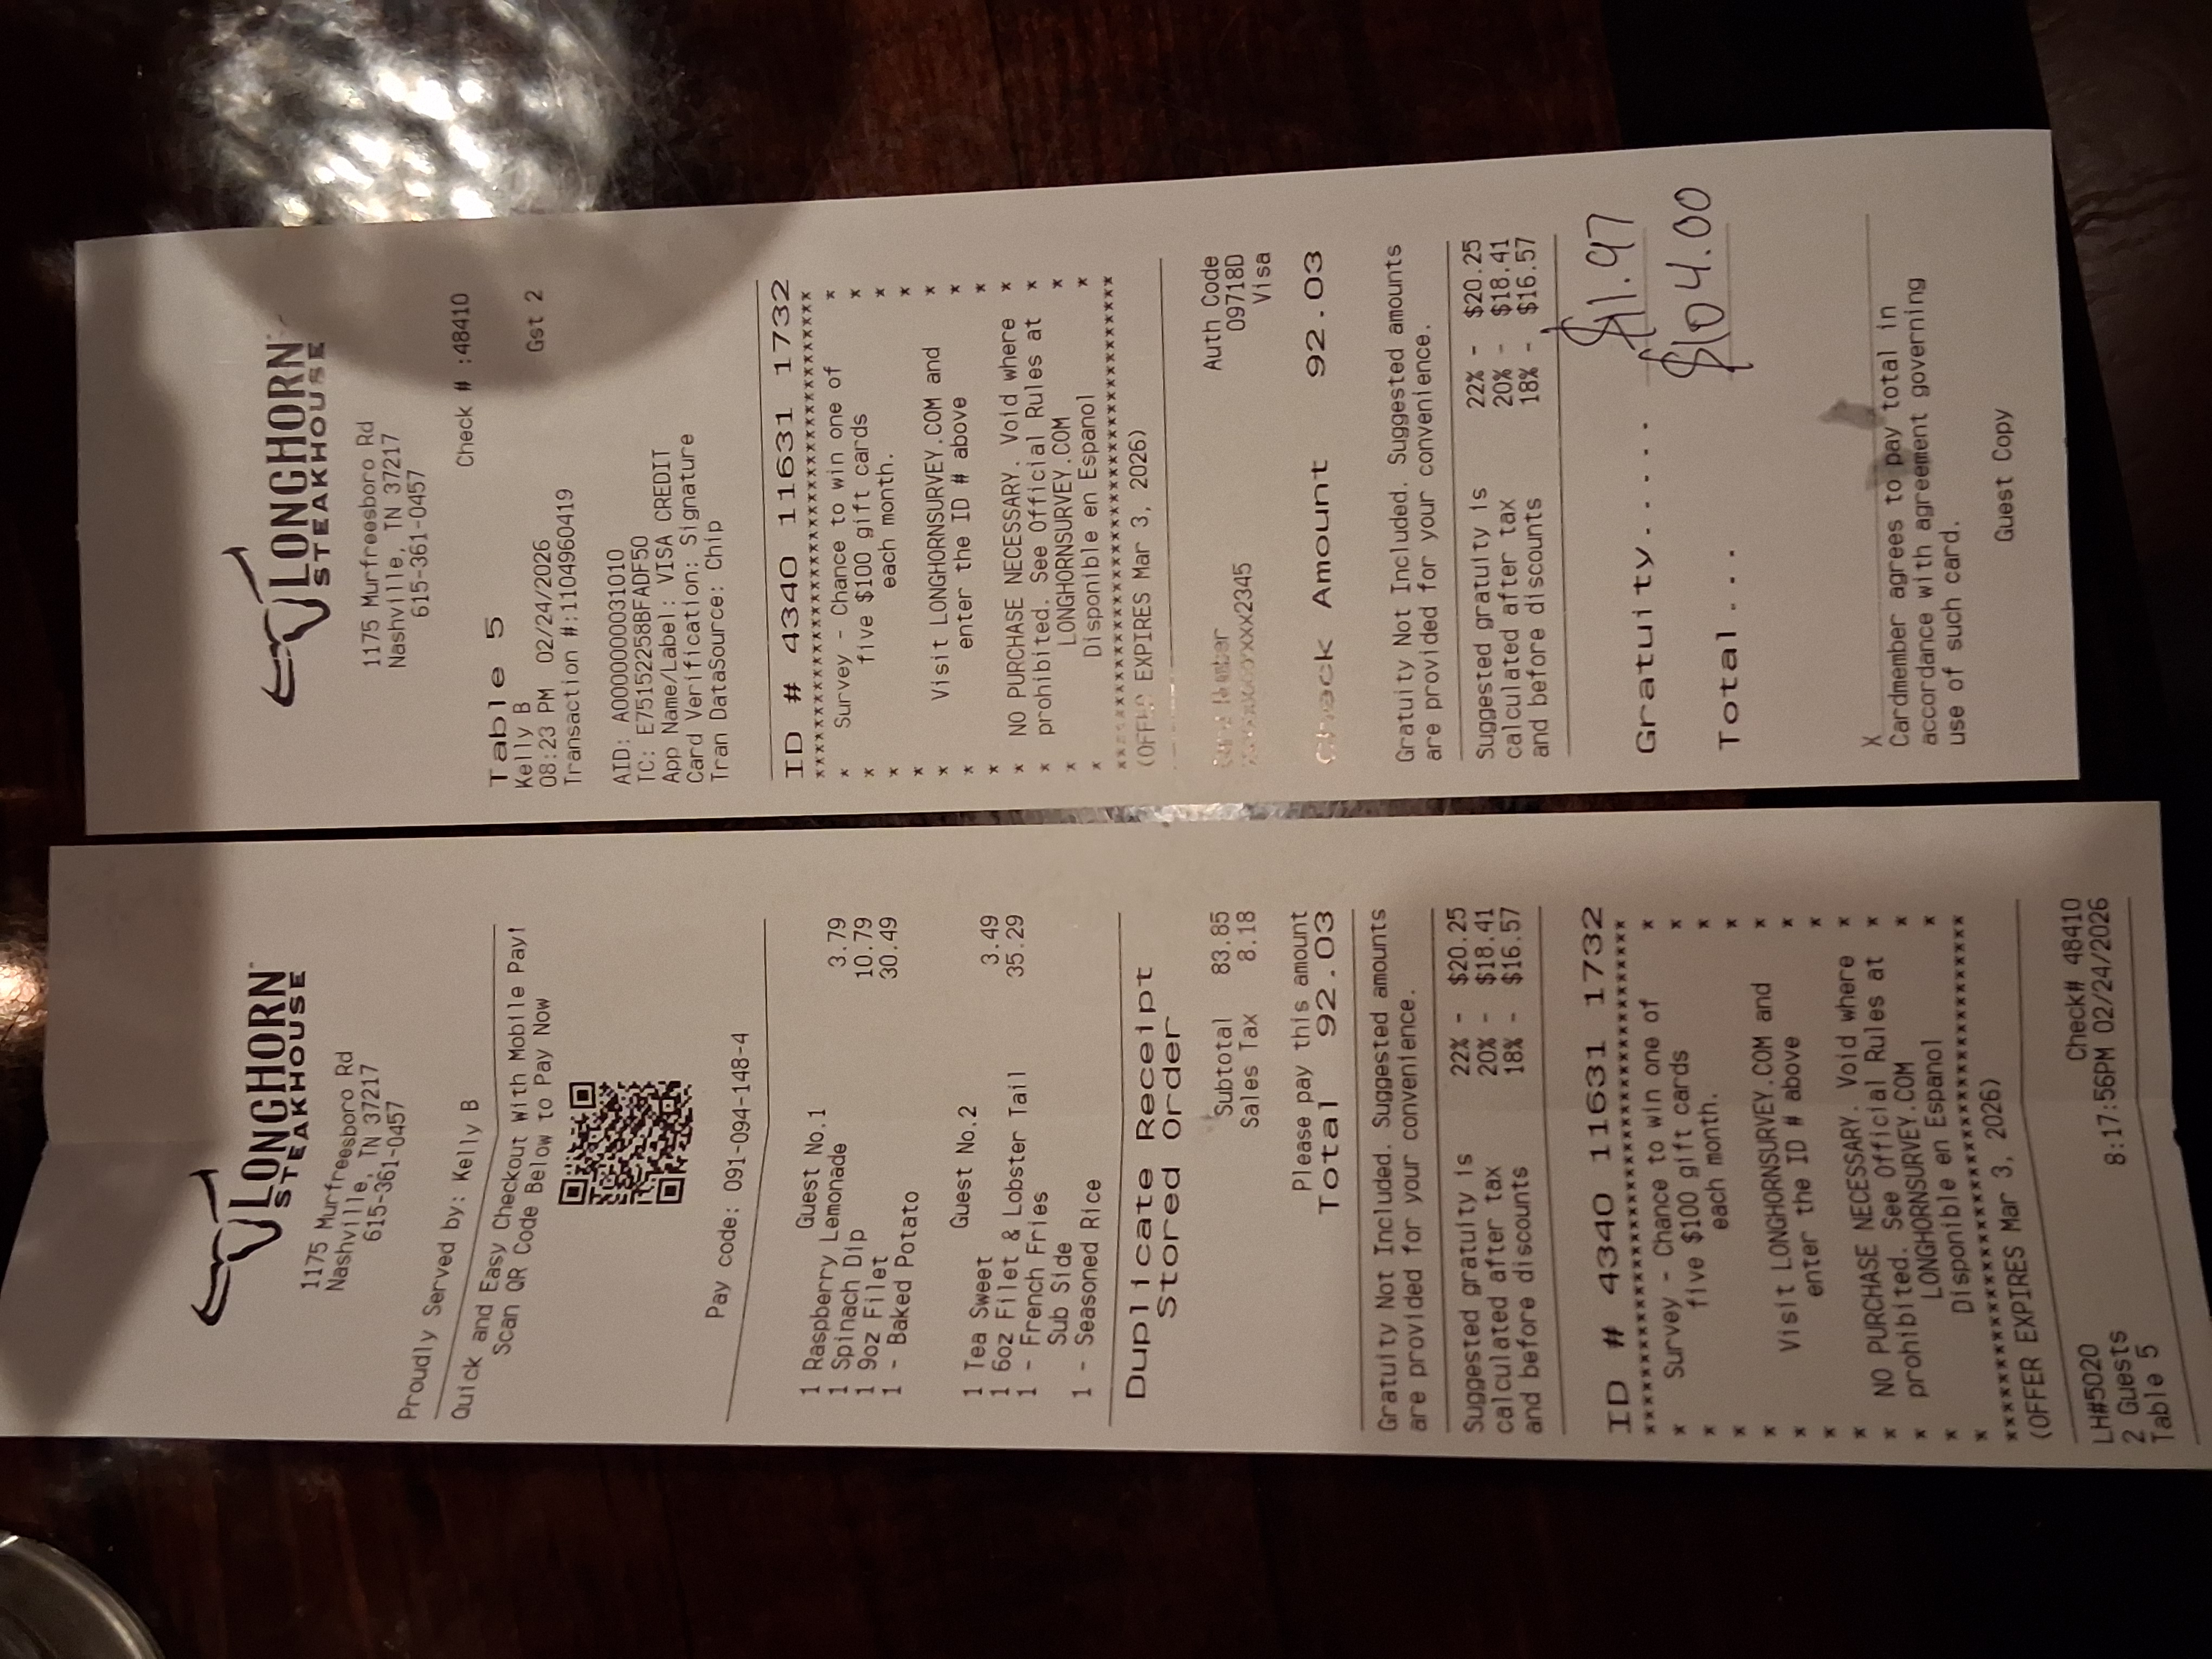 LONGHORN
STEAKHOUSE
1175 Murfreesboro Rd
Nashville, TN 37217
615-361-0457
Proudly Served by: Kelly B
Quick and Easy Checkout With Mobile Pay!
Scan QR Code Below to Pay Now
Pay code: 091-094-148-4
Guest No.1
1 Raspberry Lemonade 3.79
1 Spinach Dip 10.79
1 9oz Filet 30.49
1 - Baked Potato
Guest No.2
1 Tea Sweet 3.49
1 6oz Filet & Lobster Tail 35.29
1 - French Fries
Sub Side
1 - Seasoned Rice
Duplicate Receipt
Stored Order
Subtotal 83.85
Sales Tax 8.18
Please pay this amount
Total 92.03
Gratuity Not Included. Suggested amounts
are provided for your convenience.
Suggested gratuity is 22% - $20.25
calculated after tax 20% - $18.41
and before discounts 18% - $16.57
ID # 4340 11631 1732
****************************************
* Survey - Chance to win one of *
* five $100 gift cards *
* each month. *
* *
* Visit LONGHORNSURVEY.COM and *
* enter the ID # above *
* *
* NO PURCHASE NECESSARY. Void where *
* prohibited. See Official Rules at *
* LONGHORNSURVEY.COM *
* Disponible en Espanol *
****************************************
(OFFER EXPIRES Mar 3, 2026)
LH#5020 Check# 48410
2 Guests 8:17:56PM 02/24/2026
Table 5
LONGHORN
STEAKHOUSE
1175 Murfreesboro Rd
Nashville, TN 37217
615-361-0457
Check # :48410
Table 5
Kelly B
08:23 PM 02/24/2026 Gst 2
Transaction #:1104960419
AID: A0000000031010
TC: E75152258BFADF50
App Name/Label: VISA CREDIT
Card Verification: Signature
Tran DataSource: Chip
ID # 4340 11631 1732
****************************************
* Survey - Chance to win one of *
* five $100 gift cards *
* each month. *
* *
* Visit LONGHORNSURVEY.COM and *
* enter the ID # above *
* *
* NO PURCHASE NECESSARY. Void where *
* prohibited. See Official Rules at *
* LONGHORNSURVEY.COM *
* Disponible en Espanol *
****************************************
(OFFER EXPIRES Mar 3, 2026)
Card Number Auth Code
xxx2345 09718D
Visa
Check Amount 92.03
Gratuity Not Included. Suggested amounts
are provided for your convenience.
Suggested gratuity is 22% - $20.25
calculated after tax 20% - $18.41
and before discounts 18% - $16.57
Gratuity..... $11.97
Total... $104.00
X
Cardmember agrees to pay total in
accordance with agreement governing
use of such card.
Guest Copy